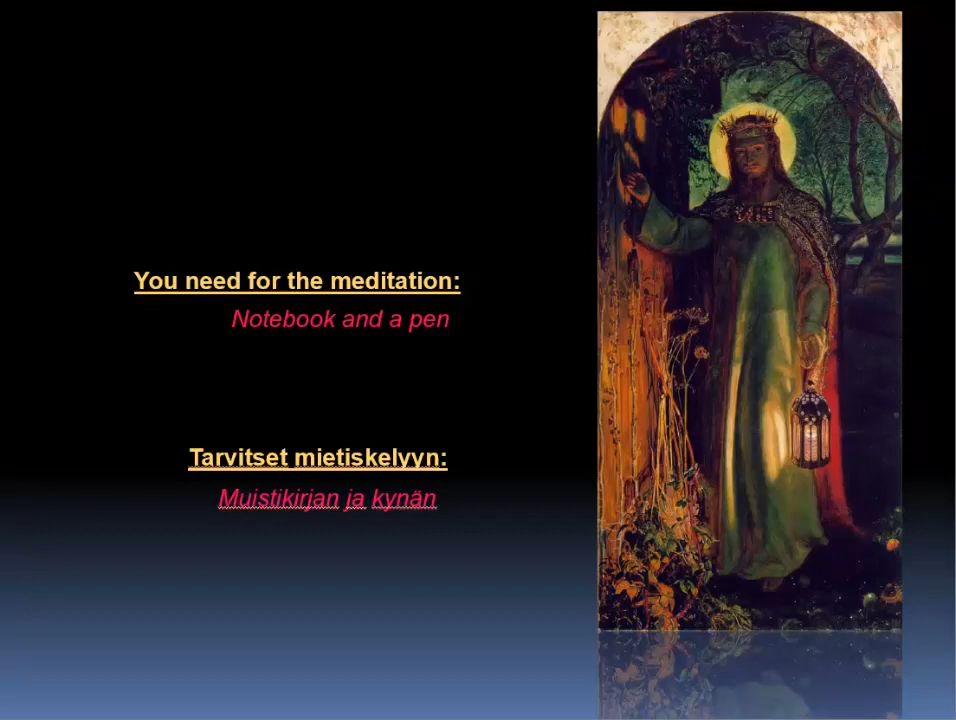 You need for the meditation:
Notebook and a pen
Tarvitset mietiskelyyn:
Muistikirjan ja kynän